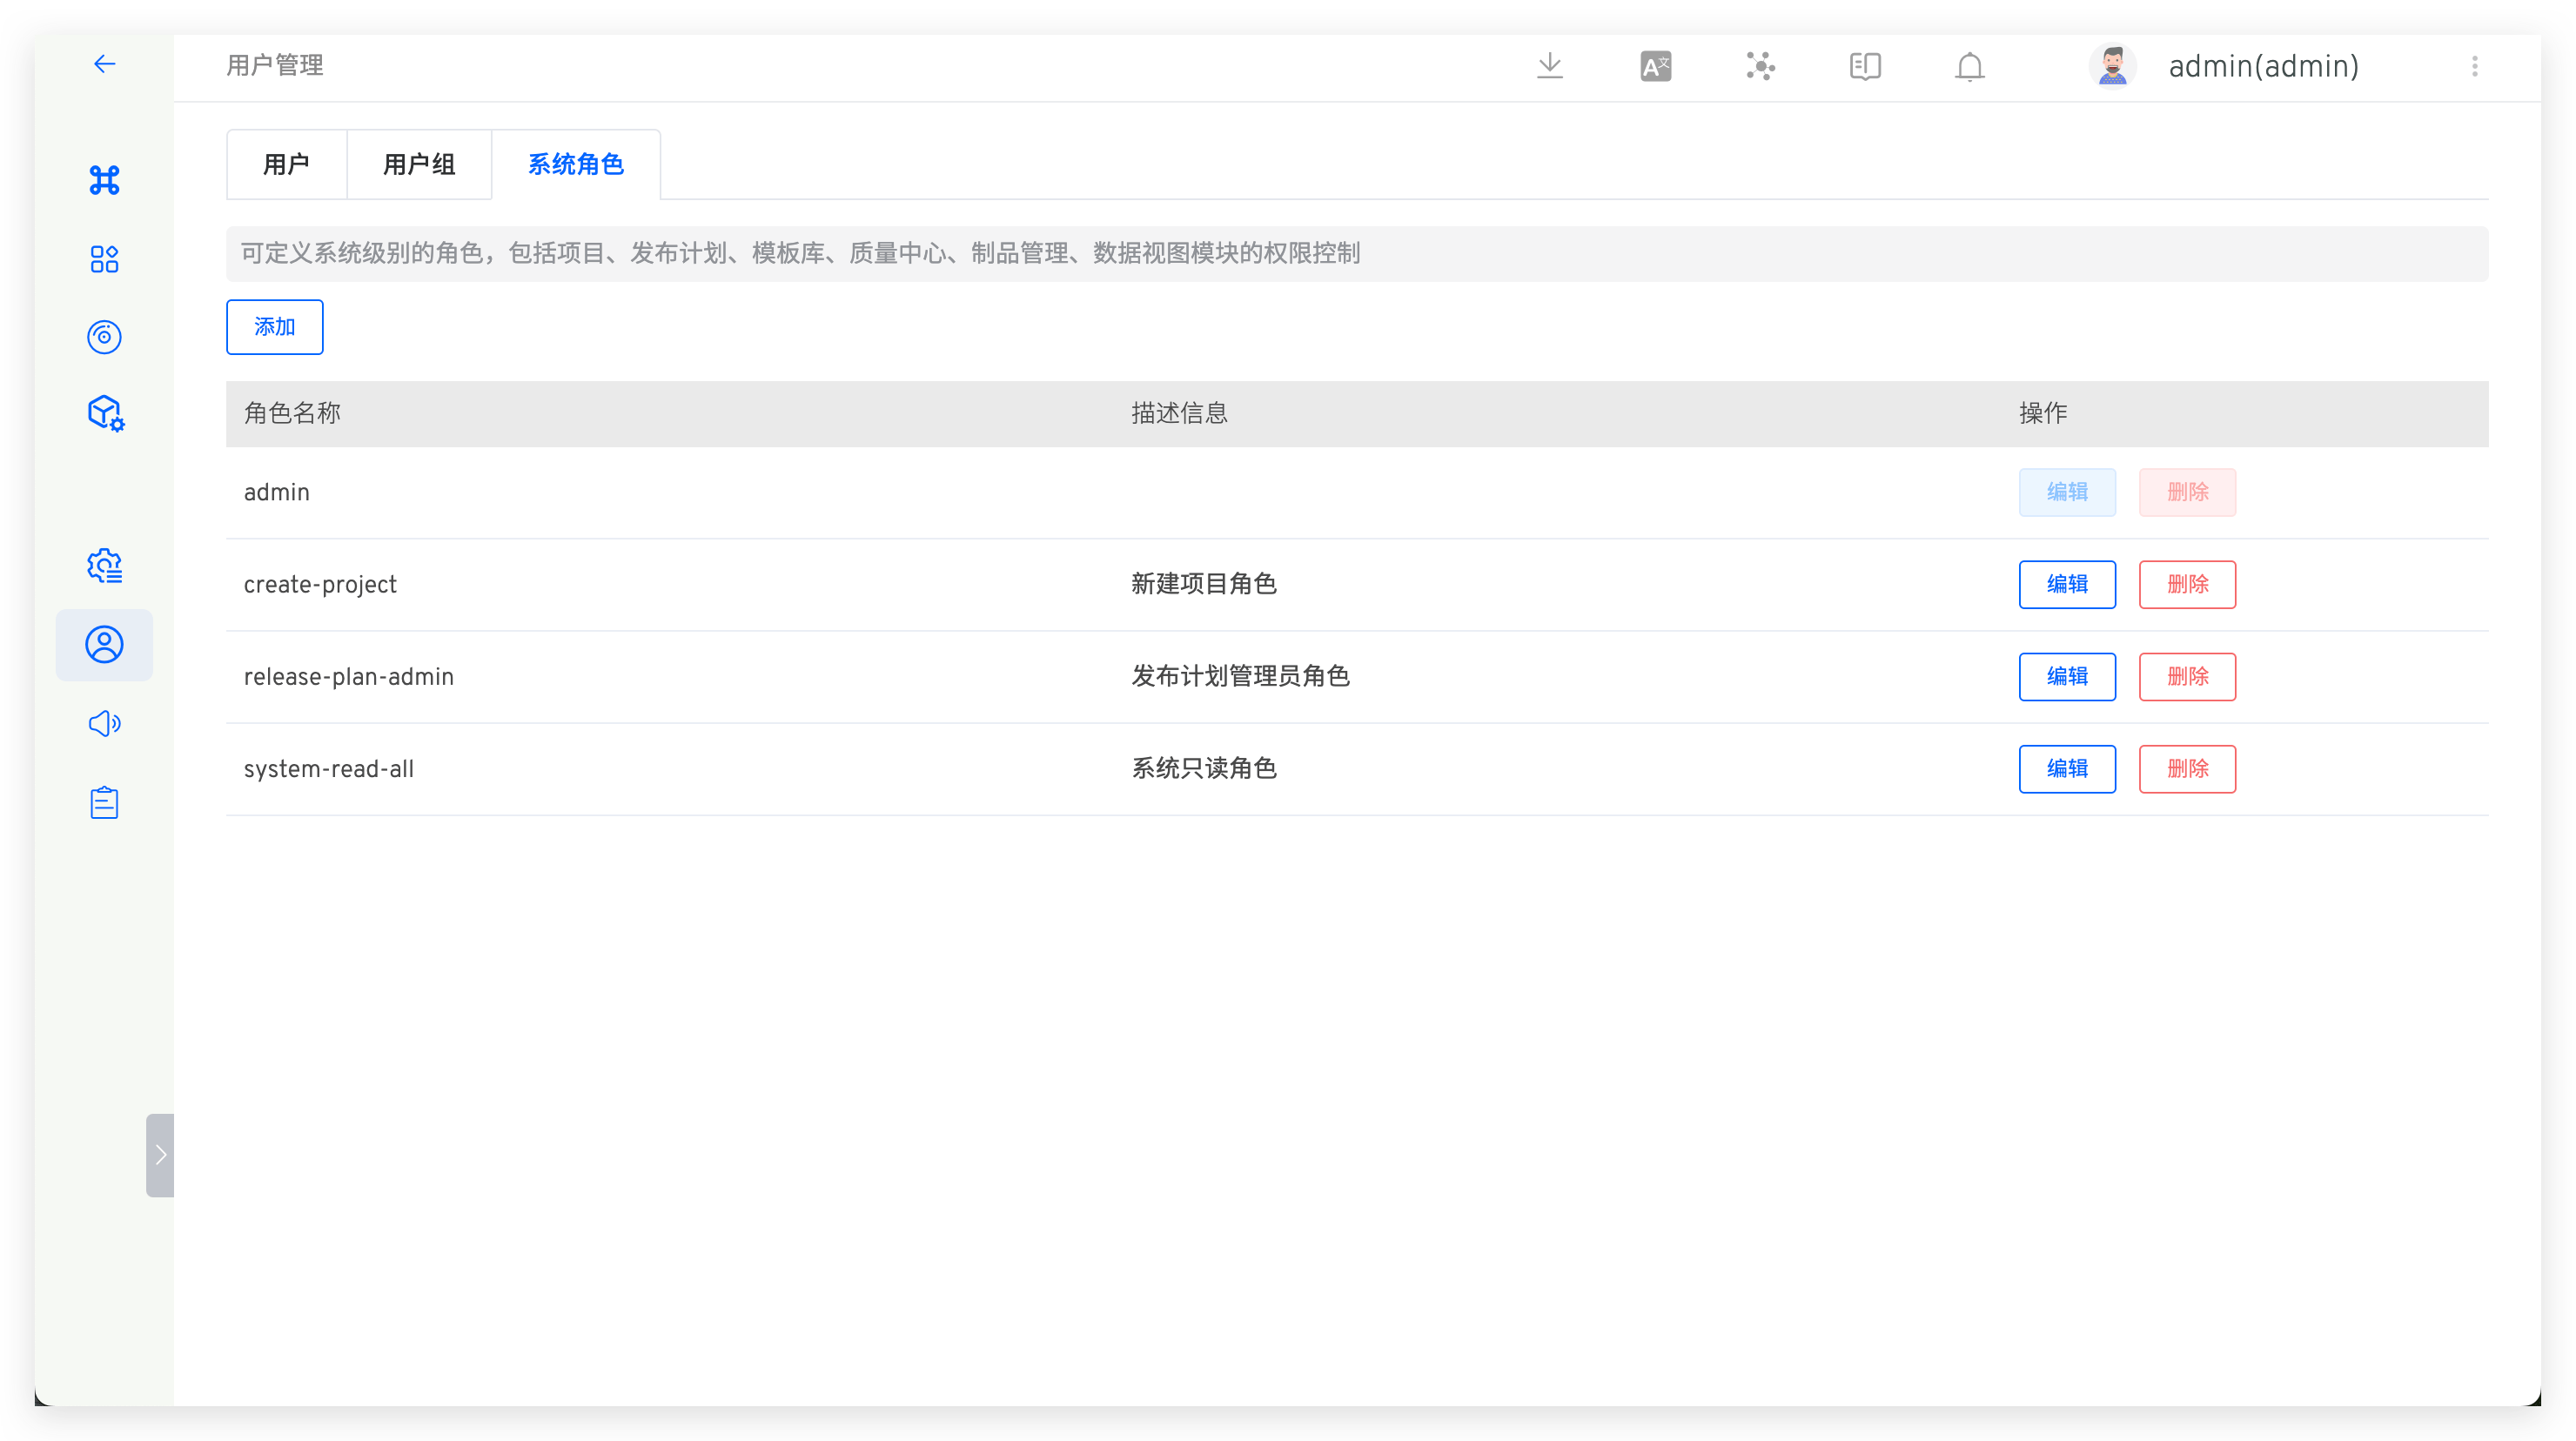 用户管理
A文
admin(admin)
用户 用户组 系统角色
可定义系统级别的角色，包括项目、发布计划、模板库、质量中心、制品管理、数据视图模块的权限控制
添加
角色名称 描述信息 操作
admin 编辑 删除
create-project 新建项目角色 编辑 删除
release-plan-admin 发布计划管理员角色 编辑 删除
system-read-all 系统只读角色 编辑 删除